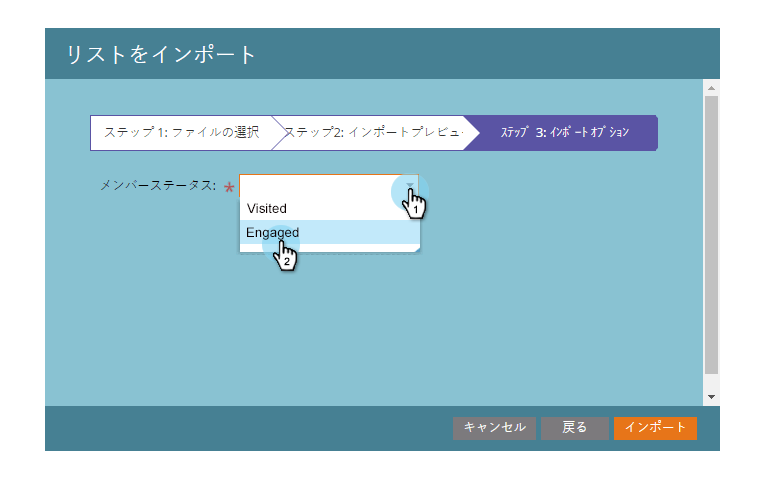 リストをインポート
ステップ 1: ファイルの選択
ステップ2: インポートプレビュー
ステップ 3: インポートオプション
メンバーステータス: *
1
Visited
Engaged
2
キャンセル
戻る
インポート